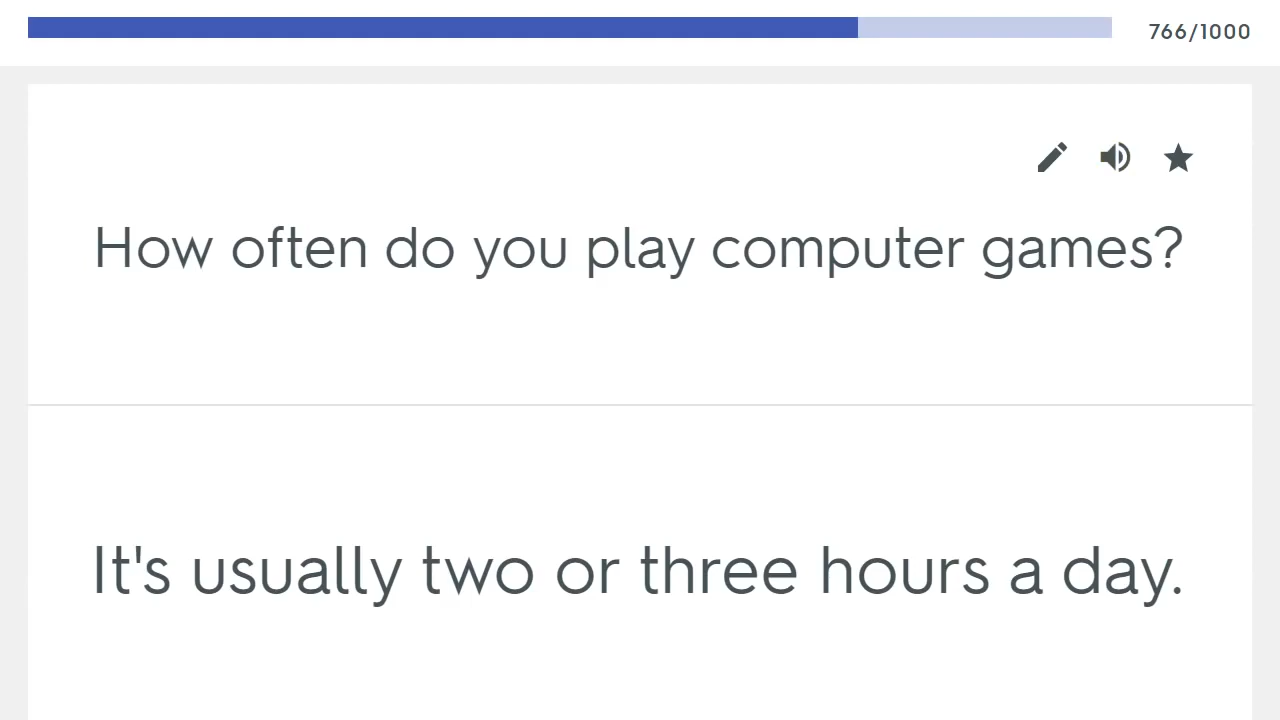 766/1000
How often do you play computer games?
It's usually two or three hours a day.